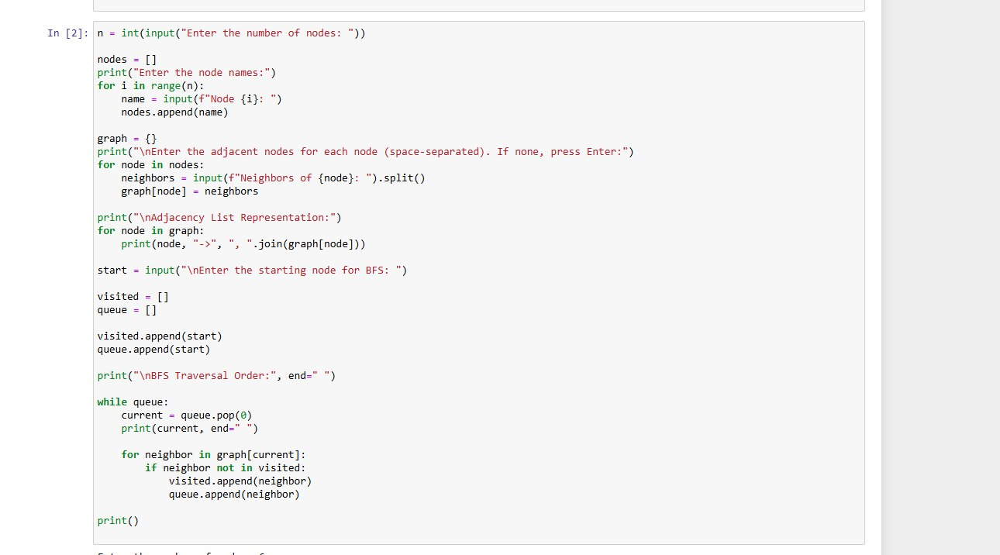 In [2]: n = int(input("Enter the number of nodes: "))

nodes = []
print("Enter the node names:")
for i in range(n):
    name = input(f"Node {i}: ")
    nodes.append(name)

graph = {}
print("\nEnter the adjacent nodes for each node (space-separated). If none, press Enter:")
for node in nodes:
    neighbors = input(f"Neighbors of {node}: ").split()
    graph[node] = neighbors

print("\nAdjacency List Representation:")
for node in graph:
    print(node, "->", ", ".join(graph[node]))

start = input("\nEnter the starting node for BFS: ")

visited = []
queue = []

visited.append(start)
queue.append(start)

print("\nBFS Traversal Order:", end=" ")

while queue:
    current = queue.pop(0)
    print(current, end=" ")

    for neighbor in graph[current]:
        if neighbor not in visited:
            visited.append(neighbor)
            queue.append(neighbor)

print()